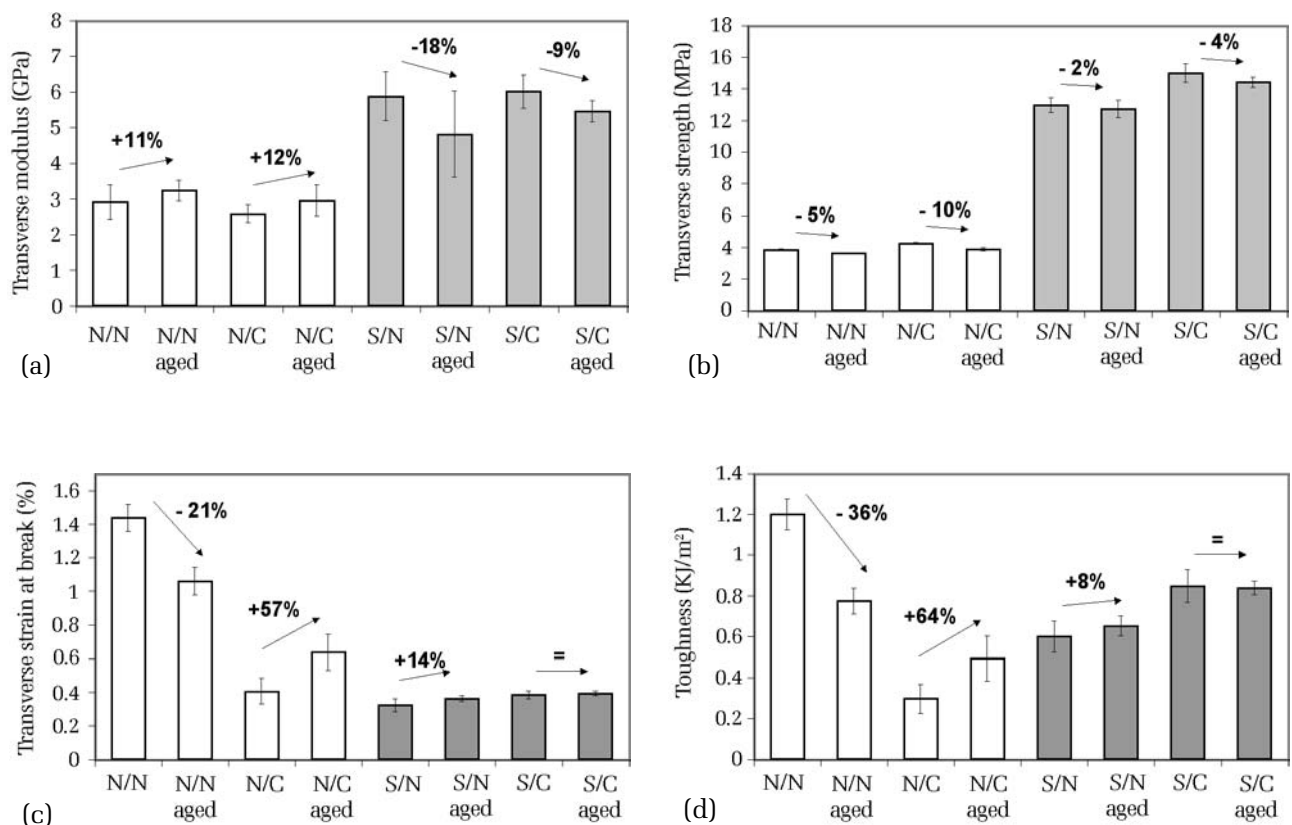 Transverse modulus (GPa)
8
7
6
5
4
3
2
1
0
+11%
+12%
-18%
-9%
N/N
N/N
aged
N/C
N/C
aged
S/N
S/N
aged
S/C
S/C
aged
(a)
Transverse strength (MPa)
18
16
14
12
10
8
6
4
2
0
- 5%
- 10%
- 2%
- 4%
N/N
N/N
aged
N/C
N/C
aged
S/N
S/N
aged
S/C
S/C
aged
(b)
Transverse strain at break (%)
1.6
1.4
1.2
1
0.8
0.6
0.4
0.2
0
- 21%
+57%
+14%
=
N/N
N/N
aged
N/C
N/C
aged
S/N
S/N
aged
S/C
S/C
aged
(c)
Toughness (KJ/m²)
1.4
1.2
1
0.8
0.6
0.4
0.2
0
- 36%
+64%
+8%
=
N/N
N/N
aged
N/C
N/C
aged
S/N
S/N
aged
S/C
S/C
aged
(d)